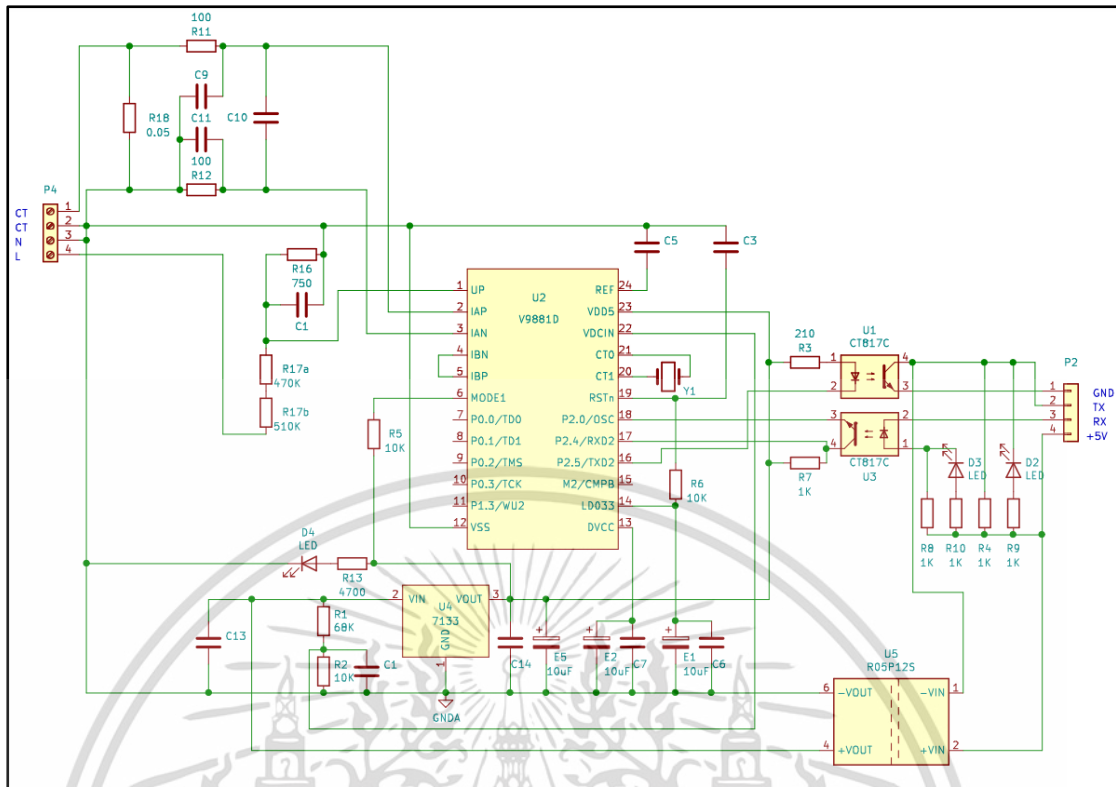 100
R11
C9
R18
0.05
C11
C10
100
R12
P4
CT 1
CT 2
N 3
L 4
R16
750
C1
C5
C3
R17a
470K
R17b
510K
U2
V9881D
1 UP
2 IAP
3 IAN
4 IBN
5 IBP
6 MODE1
7 P0.0/TDO
8 P0.1/TD1
9 P0.2/TMS
10 P0.3/TCK
11 P1.3/WU2
12 VSS
REF 24
VDD5 23
VDCIN 22
CTO 21
CT1 20
RSTn 19
P2.0/OSC 18
P2.4/RXD2 17
P2.5/TXD2 16
M2/CMPB 15
LD033 14
DVCC 13
Y1
R5
10K
R6
10K
210
R3
U1
CT817C
1 4
2 3
3 2
4 1
CT817C
U3
R7
1K
P2
1 GND
2 TX
3 RX
4 +5V
D3
LED
D2
LED
R8
1K
R10
1K
R4
1K
R9
1K
D4
LED
R13
4700
2 VIN VOUT 3
U4
7133
GND
1
R1
68K
R2
10K
C1
C13
C14
+
E5
10uF
+
E2
10uF
C7
+
E1
10uF
C6
GNDA
U5
R05P12S
6 -VOUT -VIN 1
4 +VOUT +VIN 2